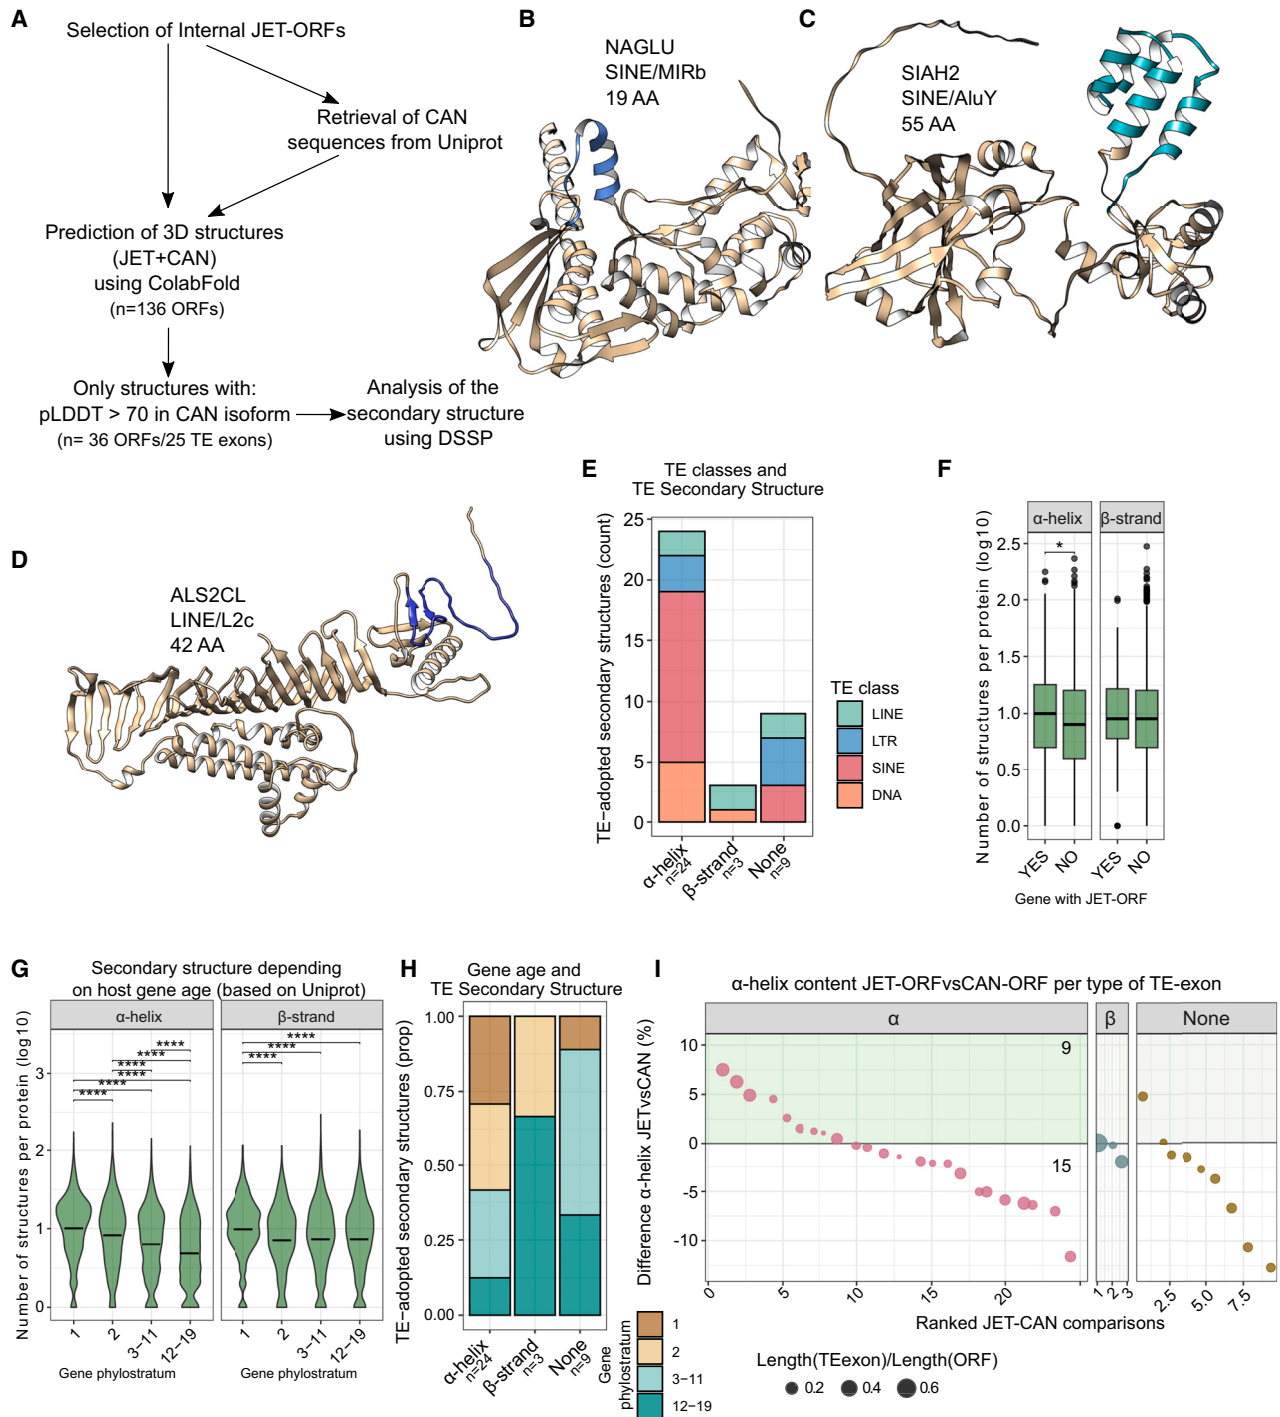 A
Selection of Internal JET-ORFs
Retrieval of CAN
sequences from Uniprot
Prediction of 3D structures
(JET+CAN)
using ColabFold
(n=136 ORFs)
Only structures with:
pLDDT > 70 in CAN isoform
(n= 36 ORFs/25 TE exons)
Analysis of the
secondary structure
using DSSP
B
NAGLU
SINE/MIRb
19 AA
C
SIAH2
SINE/AluY
55 AA
D
ALS2CL
LINE/L2c
42 AA
E
TE classes and
TE Secondary Structure
TE−adopted secondary structures (count)
25
20
15
10
5
0
α-helix
n=24
β-strand
n=3
None
n=9
TE class
LINE
LTR
SINE
DNA
F
α-helix
β-strand
Number of structures per protein (log10)
2.5
2.0
1.5
1.0
0.5
0.0
*
YES
NO
YES
NO
Gene with JET-ORF
G
Secondary structure depending
on host gene age (based on Uniprot)
α-helix
β-strand
Number of structures per protein (log10)
3
2
1
0
****
****
****
****
****
****
****
****
1
2
3−11
12−19
1
2
3−11
12−19
Gene phylostratum
Gene phylostratum
H
Gene age and
TE Secondary Structure
TE−adopted secondary structures (prop)
1.00
0.75
0.50
0.25
0.00
α-helix
n=24
β-strand
n=3
None
n=9
Gene
phylostratum
1
2
3−11
12−19
I
α-helix content JET-ORFvsCAN-ORF per type of TE-exon
α
β
None
Difference α-helix JETvsCAN (%)
10
5
0
-5
-10
9
15
0
5
10
15
20
1
2
3
2.5
5.0
7.5
Ranked JET-CAN comparisons
Length(TEexon)/Length(ORF)
0.2
0.4
0.6